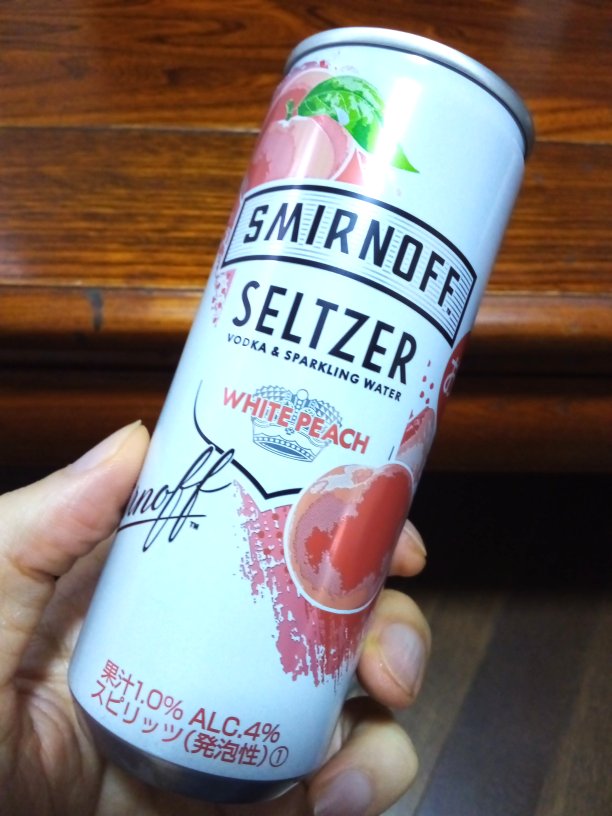 SMIRNOFF
SELTZER
VODKA & SPARKLING WATER
WHITE PEACH
TM
果汁1.0% ALC.4%
スピリッツ(発泡性)①